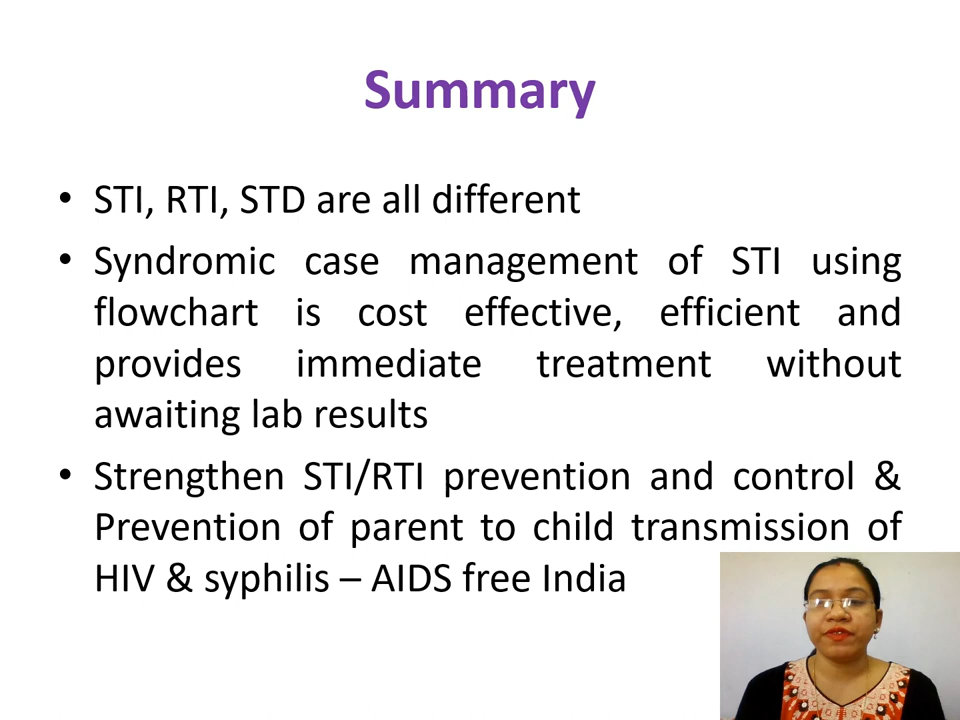 Summary
• STI, RTI, STD are all different
• Syndromic case management of STI using
flowchart is cost effective, efficient and
provides immediate treatment without
awaiting lab results
• Strengthen STI/RTI prevention and control &
Prevention of parent to child transmission of
HIV & syphilis – AIDS free India